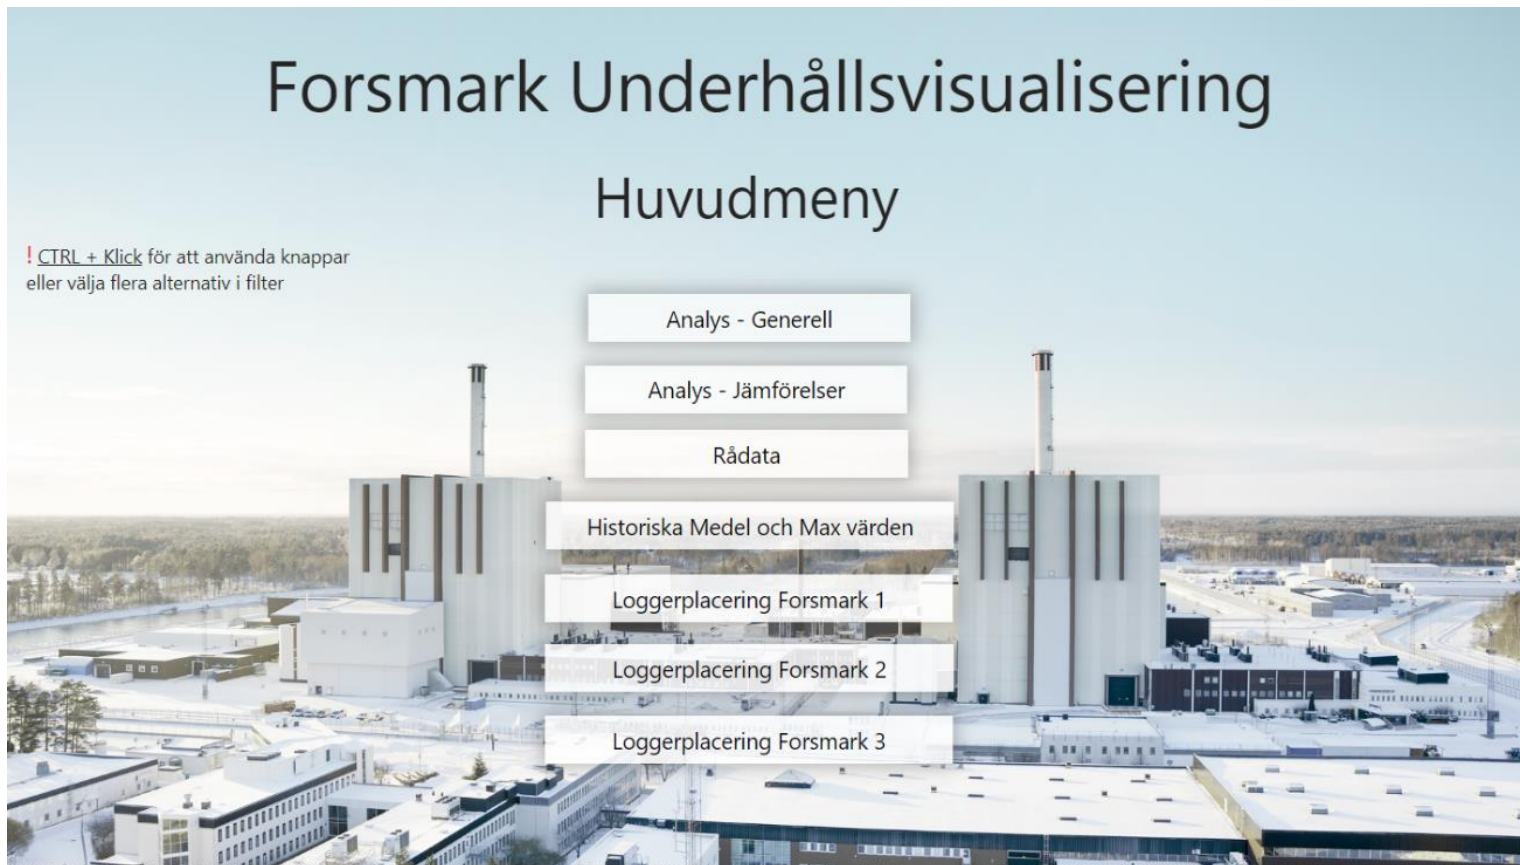 Forsmark Underhållsvisualisering
Huvudmeny
! CTRL + Klick för att använda knappar
eller välja flera alternativ i filter
Analys - Generell
Analys - Jämförelser
Rådata
Historiska Medel och Max värden
Loggerplacering Forsmark 1
Loggerplacering Forsmark 2
Loggerplacering Forsmark 3